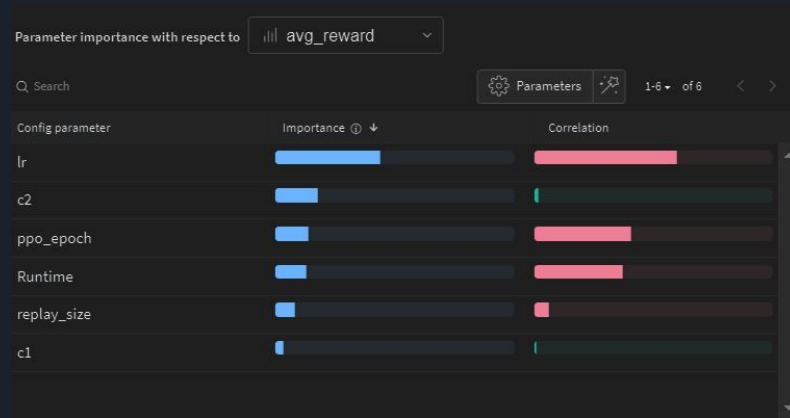 Parameter importance with respect to avg_reward
Search Parameters 1-6 of 6
Config parameter Importance Correlation
lr
c2
ppo_epoch
Runtime
replay_size
c1